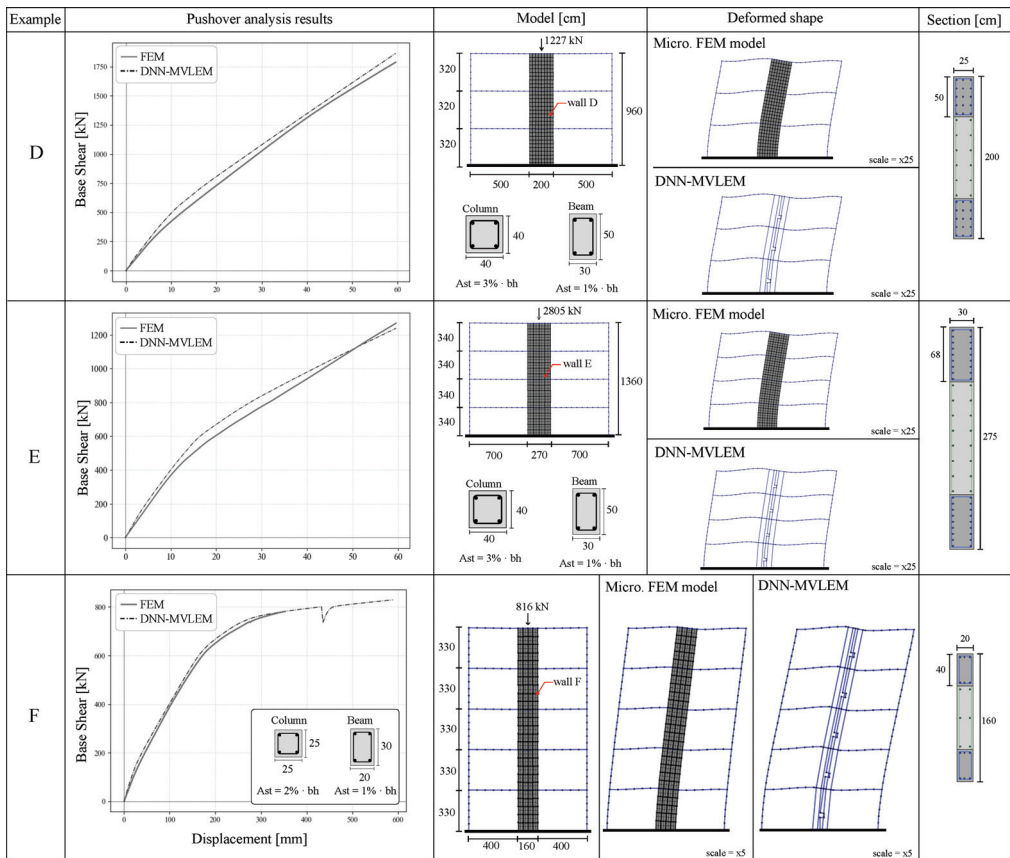 Example
Pushover analysis results
Model [cm]
Deformed shape
Section [cm]
D
FEM
DNN-MVLEM
Base Shear [kN]
1750
1500
1250
1000
750
500
250
0
0 10 20 30 40 50 60
1227 kN
320
320
320
wall D
960
500 200 500
Column
40
40
Ast = 3% · bh
Beam
50
30
Ast = 1% · bh
Micro. FEM model
scale = x25
DNN-MVLEM
scale = x25
25
50
200
E
FEM
DNN-MVLEM
Base Shear [kN]
1200
1000
800
600
400
200
0
0 10 20 30 40 50 60
2805 kN
340
340
340
340
wall E
1360
700 270 700
Column
40
40
Ast = 3% · bh
Beam
50
30
Ast = 1% · bh
Micro. FEM model
scale = x25
DNN-MVLEM
scale = x25
30
68
275
F
FEM
DNN-MVLEM
Base Shear [kN]
800
600
400
200
0
0 100 200 300 400 500 600
Displacement [mm]
Column
25
25
Ast = 2% · bh
Beam
30
20
Ast = 1% · bh
816 kN
330
330
330
330
330
wall F
400 160 400
Micro. FEM model
scale = x5
DNN-MVLEM
scale = x5
20
40
160